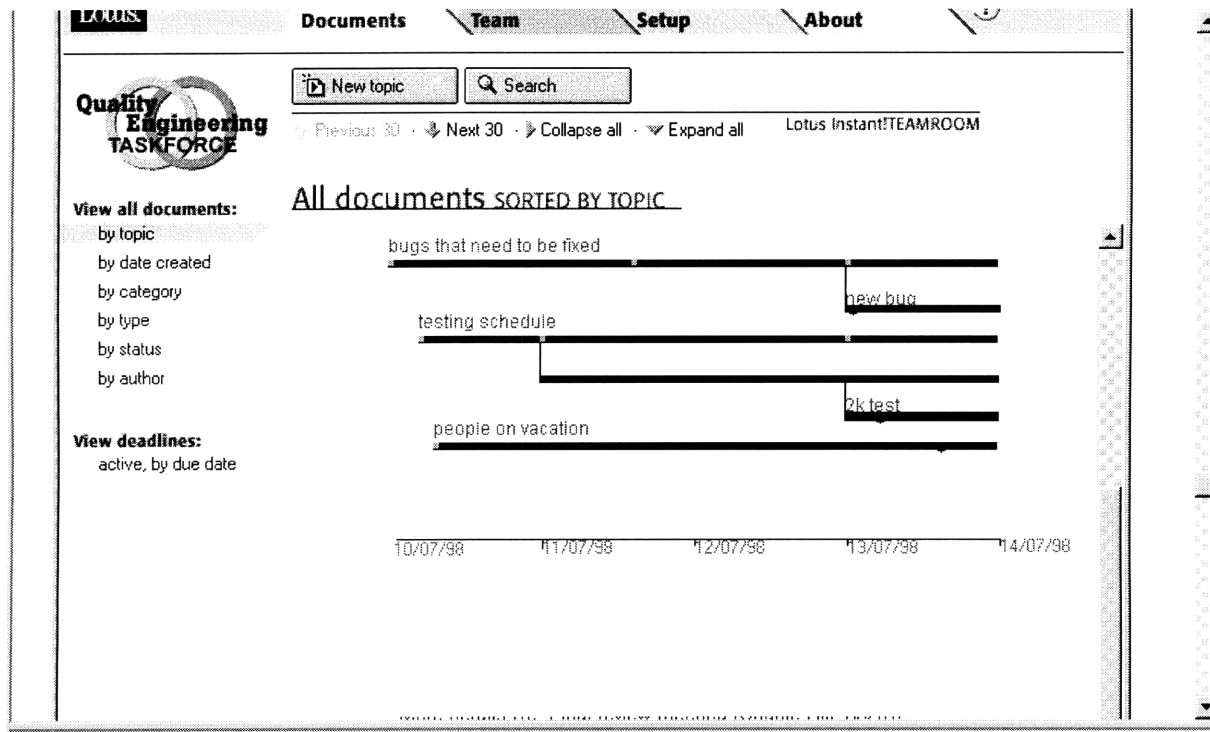 Lotus.
Documents Team Setup About
New topic Search
Previous 30 · Next 30 · Collapse all · Expand all
Lotus Instant!TEAMROOM
Quality
Engineering
TASKFORCE
All documents SORTED BY TOPIC
View all documents:
by topic
by date created
by category
by type
by status
by author
View deadlines:
active, by due date
bugs that need to be fixed
new bug
testing schedule
2k test
people on vacation
10/07/98 11/07/98 12/07/98 13/07/98 14/07/98